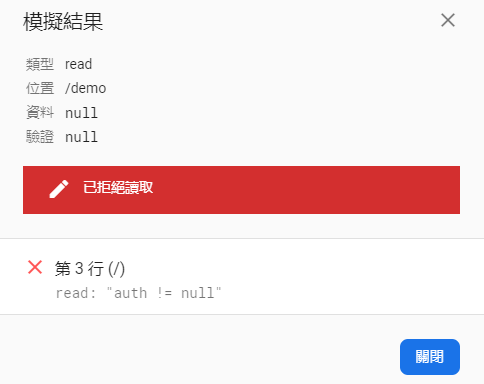 模擬結果
類型 read
位置 /demo
資料 null
驗證 null
已拒絕讀取
第 3 行 (/)
read: "auth != null"
關閉